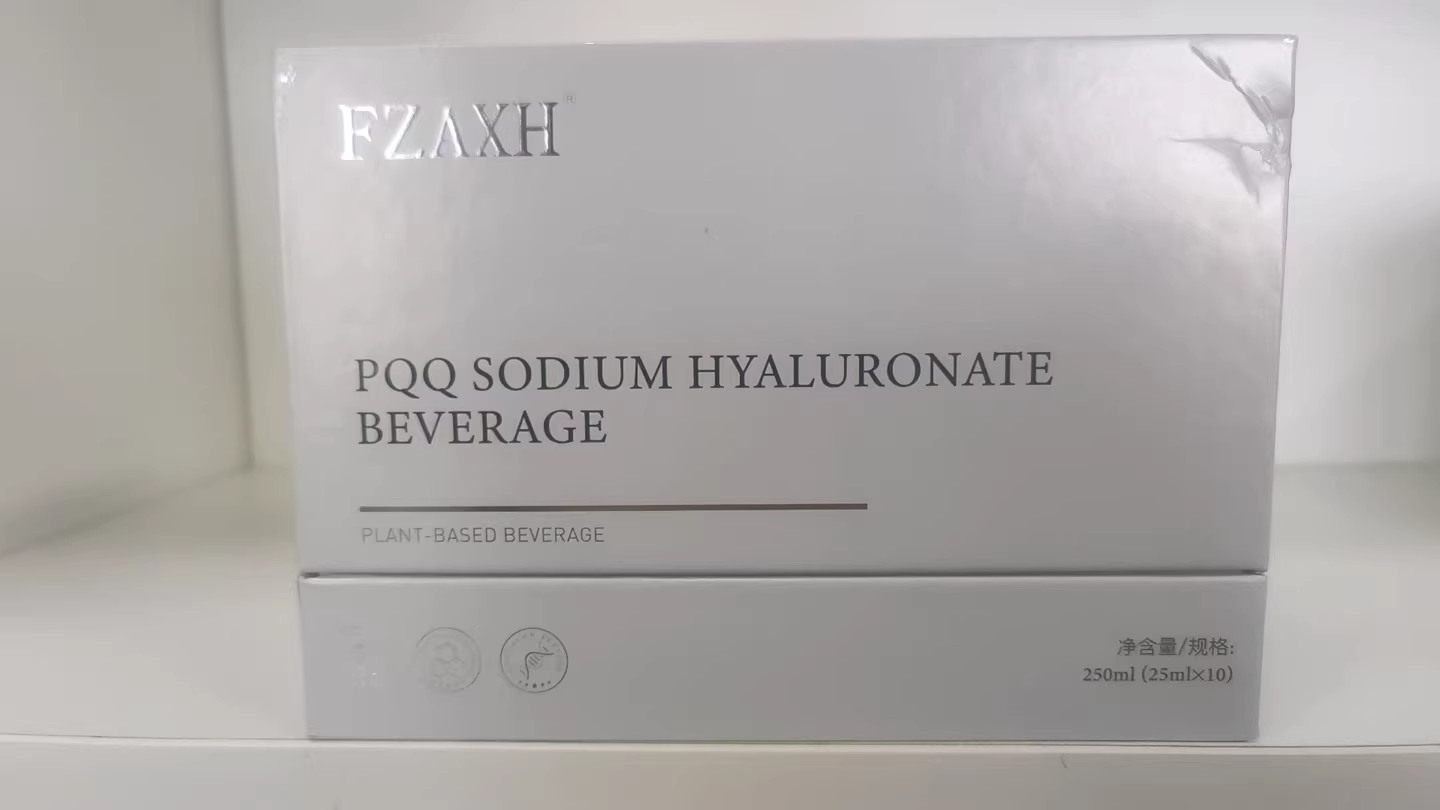 FZAXH®
PQQ SODIUM HYALURONATE
BEVERAGE
PLANT-BASED BEVERAGE
净含量/规格:
250ml (25ml×10)